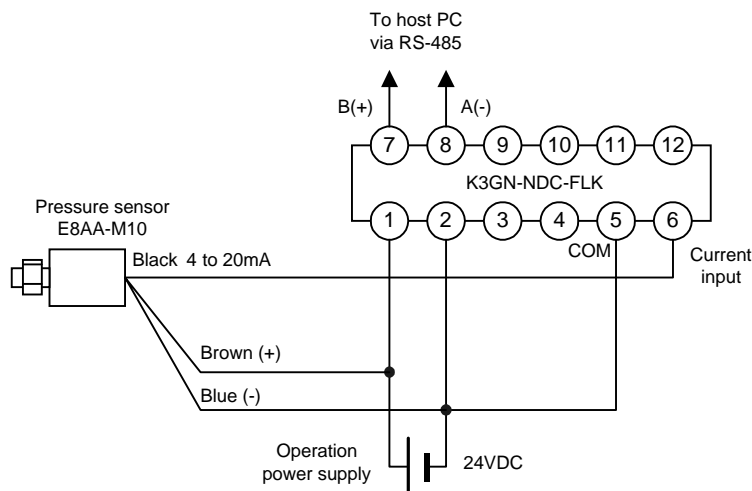 To host PC
via RS-485
B(+)
A(-)
7
8
9
10
11
12
K3GN-NDC-FLK
1
2
3
4
5
6
COM
Current
input
Pressure sensor
E8AA-M10
Black 4 to 20mA
Brown (+)
Blue (-)
Operation
power supply
24VDC